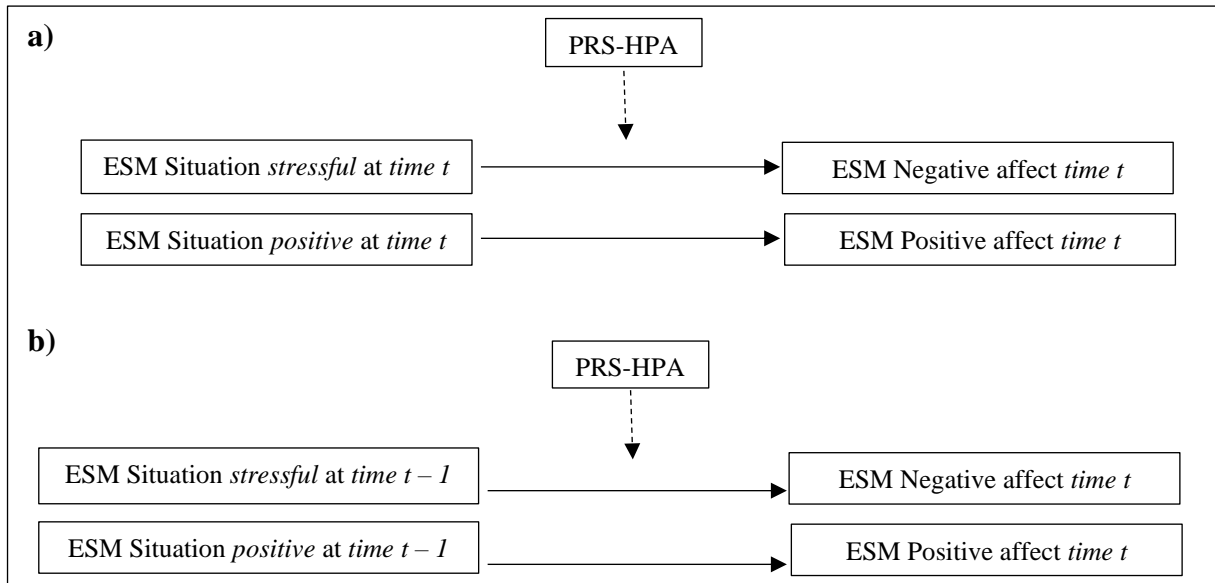 a)
PRS-HPA
ESM Situation stressful at time t
ESM Negative affect time t
ESM Situation positive at time t
ESM Positive affect time t
b)
PRS-HPA
ESM Situation stressful at time t – 1
ESM Negative affect time t
ESM Situation positive at time t – 1
ESM Positive affect time t